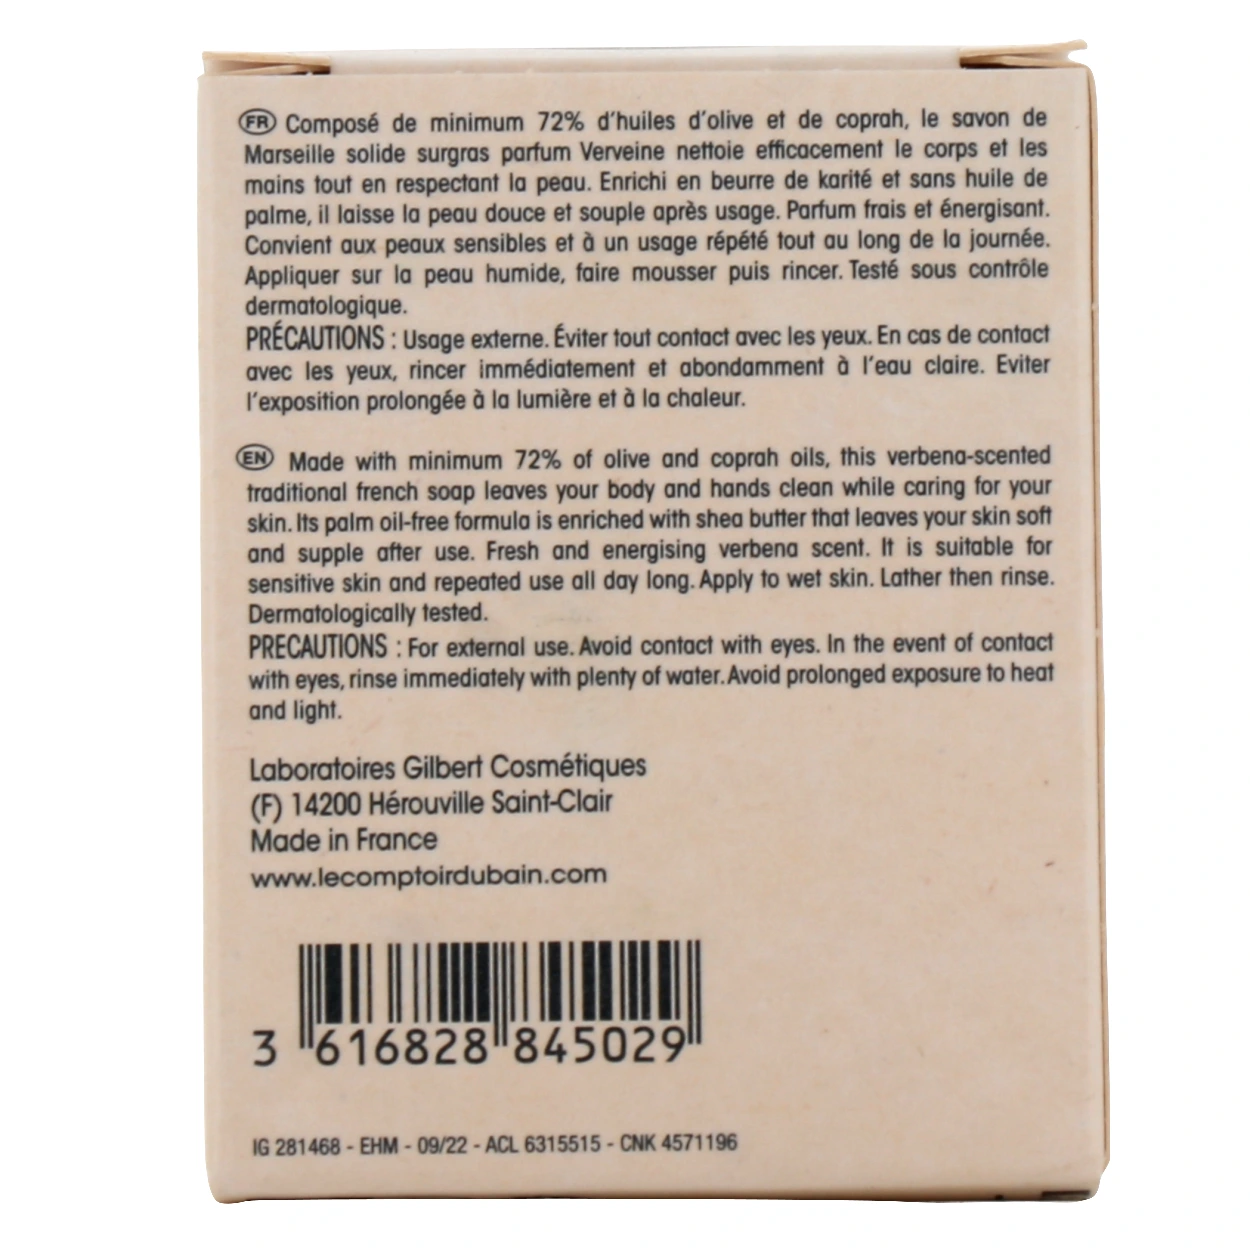 FR Composé de minimum 72% d'huiles d'olive et de coprah, le savon de
Marseille solide surgras parfum Verveine nettoie efficacement le corps et les
mains tout en respectant la peau. Enrichi en beurre de karité et sans huile de
palme, il laisse la peau douce et souple après usage. Parfum frais et énergisant.
Convient aux peaux sensibles et à un usage répété tout au long de la journée.
Appliquer sur la peau humide, faire mousser puis rincer. Testé sous contrôle
dermatologique.
PRÉCAUTIONS : Usage externe. Éviter tout contact avec les yeux. En cas de contact
avec les yeux, rincer immédiatement et abondamment à l'eau claire. Eviter
l'exposition prolongée à la lumière et à la chaleur.
EN Made with minimum 72% of olive and coprah oils, this verbena-scented
traditional french soap leaves your body and hands clean while caring for your
skin. Its palm oil-free formula is enriched with shea butter that leaves your skin soft
and supple after use. Fresh and energising verbena scent. It is suitable for
sensitive skin and repeated use all day long. Apply to wet skin. Lather then rinse.
Dermatologically tested.
PRECAUTIONS : For external use. Avoid contact with eyes. In the event of contact
with eyes, rinse immediately with plenty of water. Avoid prolonged exposure to heat
and light.
Laboratoires Gilbert Cosmétiques
(F) 14200 Hérouville Saint-Clair
Made in France
www.lecomptoirdubain.com
3 616828 845029
IG 281468 - EHM - 09/22 - ACL 6315515 - CNK 4571196